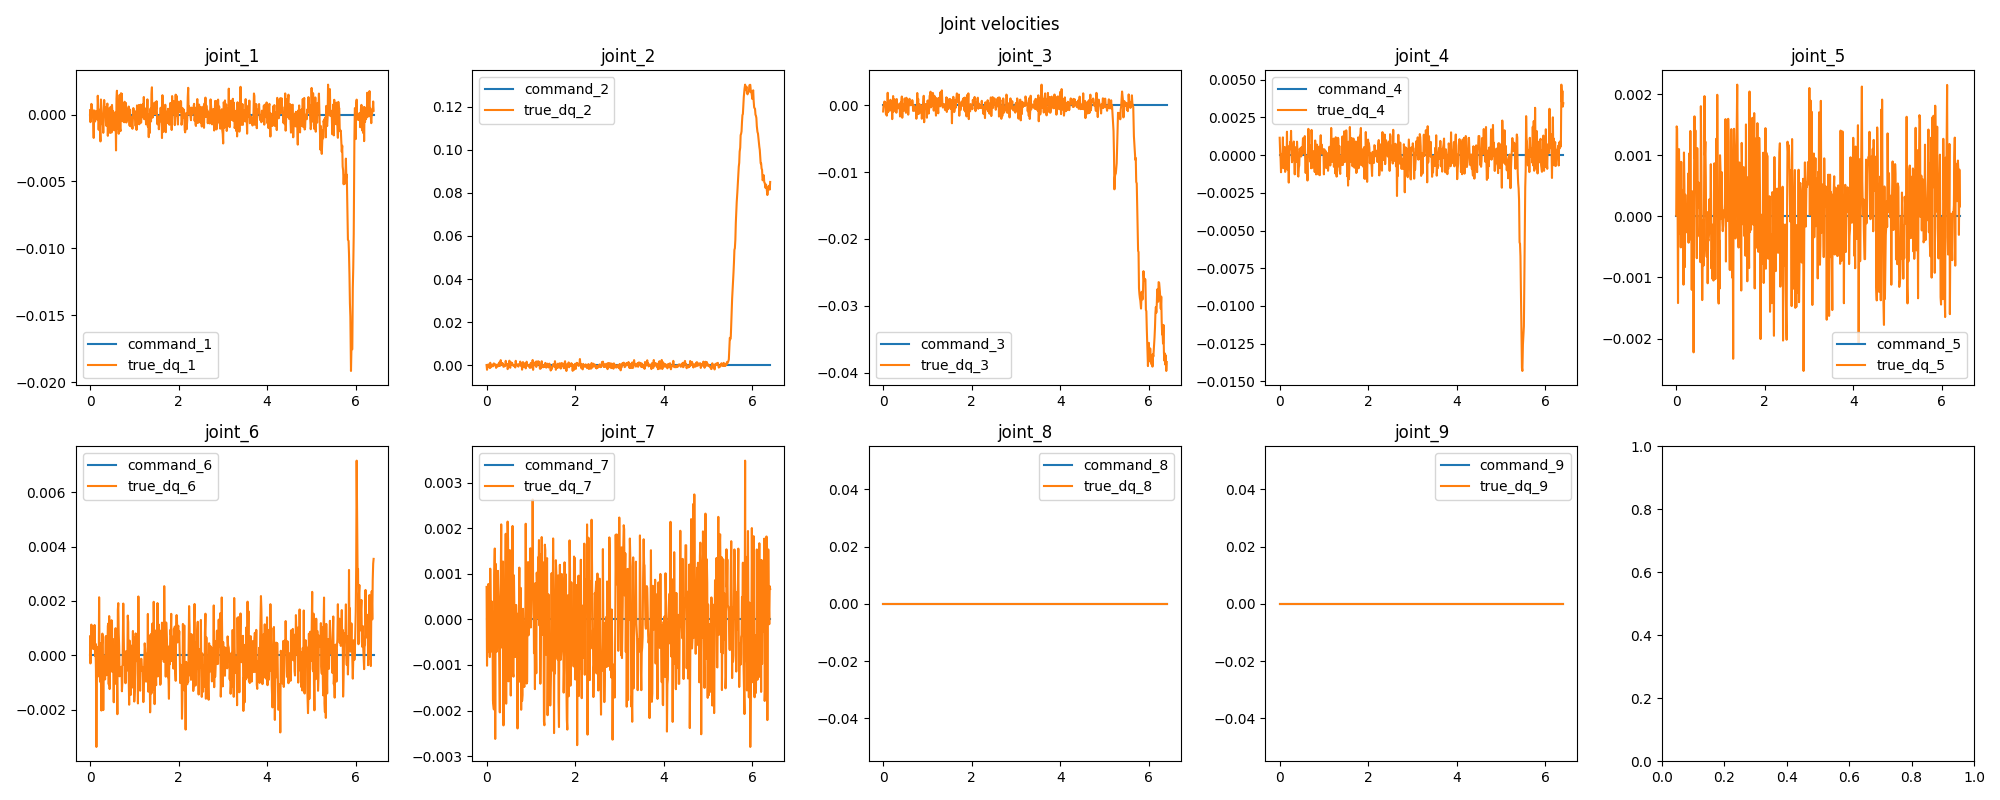 Joint velocities
joint_1
0.000
−0.005
−0.010
−0.015
−0.020
0 2 4 6
command_1
true_dq_1
joint_2
0.12
0.10
0.08
0.06
0.04
0.02
0.00
0 2 4 6
command_2
true_dq_2
joint_3
0.00
−0.01
−0.02
−0.03
−0.04
0 2 4 6
command_3
true_dq_3
joint_4
0.0050
0.0025
0.0000
−0.0025
−0.0050
−0.0075
−0.0100
−0.0125
−0.0150
0 2 4 6
command_4
true_dq_4
joint_5
0.002
0.001
0.000
−0.001
−0.002
0 2 4 6
command_5
true_dq_5
joint_6
0.006
0.004
0.002
0.000
−0.002
0 2 4 6
command_6
true_dq_6
joint_7
0.003
0.002
0.001
0.000
−0.001
−0.002
−0.003
0 2 4 6
command_7
true_dq_7
joint_8
0.04
0.02
0.00
−0.02
−0.04
0 2 4 6
command_8
true_dq_8
joint_9
0.04
0.02
0.00
−0.02
−0.04
0 2 4 6
command_9
true_dq_9
1.0
0.8
0.6
0.4
0.2
0.0
0.0 0.2 0.4 0.6 0.8 1.0